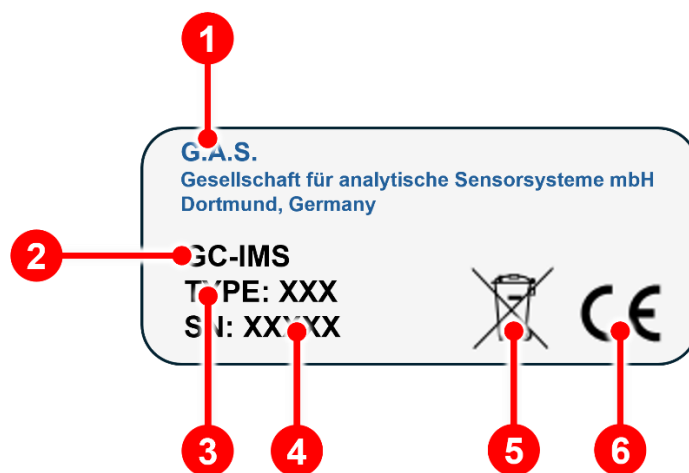 1
G.A.S.
Gesellschaft für analytische Sensorsysteme mbH
Dortmund, Germany
2
GC-IMS
TYPE: XXX
SN: XXXXX
CE
3
4
5
6